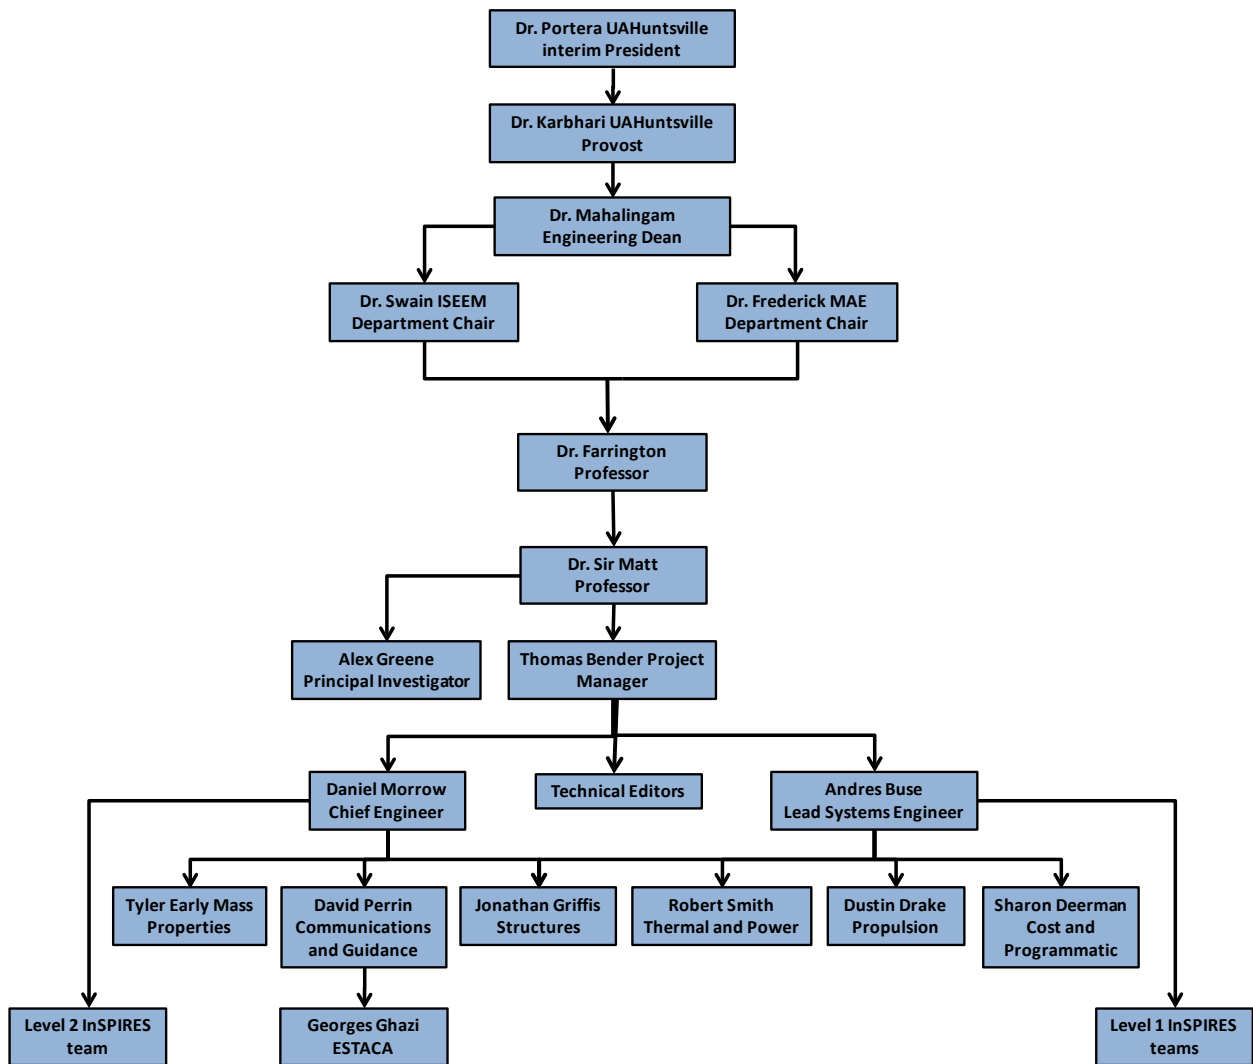 Dr. Portera UAHuntsville
interim President
Dr. Karbhari UAHuntsville
Provost
Dr. Mahalingam
Engineering Dean
Dr. Swain ISEEM
Department Chair
Dr. Frederick MAE
Department Chair
Dr. Farrington
Professor
Dr. Sir Matt
Professor
Alex Greene
Principal Investigator
Thomas Bender Project
Manager
Daniel Morrow
Chief Engineer
Technical Editors
Andres Buse
Lead Systems Engineer
Tyler Early Mass
Properties
David Perrin
Communications
and Guidance
Jonathan Griffis
Structures
Robert Smith
Thermal and Power
Dustin Drake
Propulsion
Sharon Deerman
Cost and
Programmatic
Level 2 InSPIRES
team
Georges Ghazi
ESTACA
Level 1 InSPIRES
teams